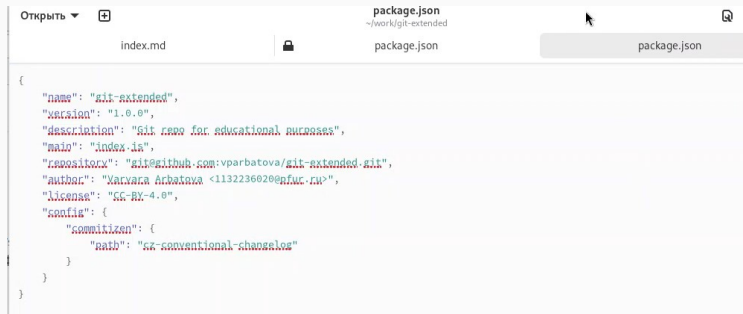 Открыть
package.json
~/work/git-extended
index.md
package.json
package.json
{
"name": "git-extended",
"version": "1.0.0",
"description": "Git repo for educational purposes",
"main": "index.js",
"repository": "git@github.com:vparbatova/git-extended.git",
"author": "Varvara Arbatova <1132236020@pfur.ru>",
"license": "CC-BY-4.0",
"config": {
"commitizen": {
"path": "cz-conventional-changelog"
}
}
}